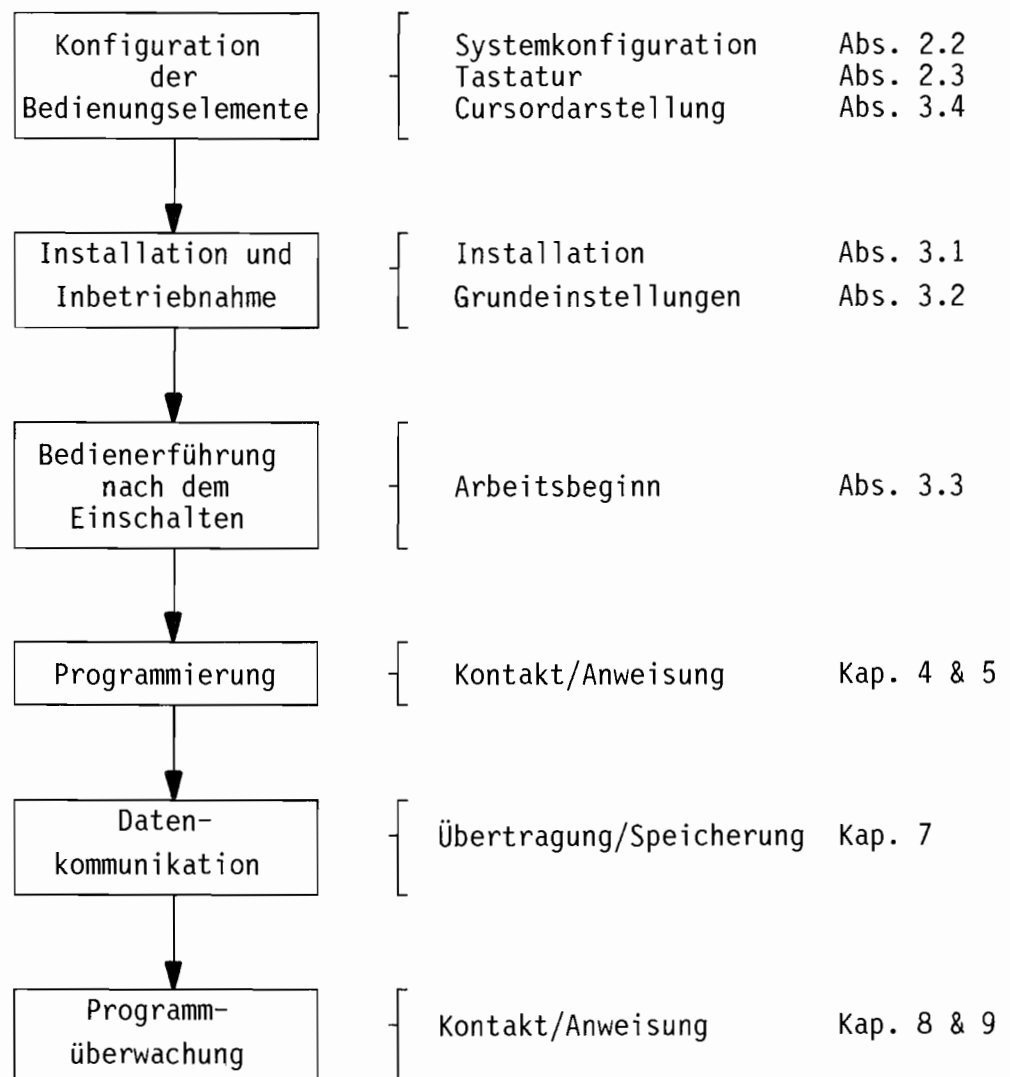 Konfiguration
der
Bedienungselemente
Systemkonfiguration Abs. 2.2
Tastatur Abs. 2.3
Cursordarstellung Abs. 3.4
Installation und
Inbetriebnahme
Installation Abs. 3.1
Grundeinstellungen Abs. 3.2
Bedienerführung
nach dem
Einschalten
Arbeitsbeginn Abs. 3.3
Programmierung
Kontakt/Anweisung Kap. 4 & 5
Daten-
kommunikation
Übertragung/Speicherung Kap. 7
Programm-
überwachung
Kontakt/Anweisung Kap. 8 & 9